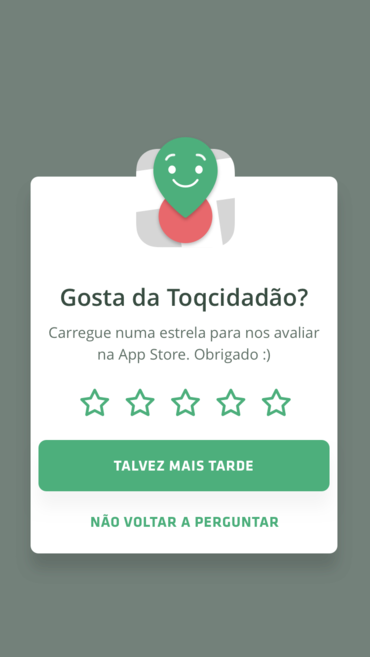 Gosta da Toqcidadão?
Carregue numa estrela para nos avaliar
na App Store. Obrigado :)
TALVEZ MAIS TARDE
NÃO VOLTAR A PERGUNTAR